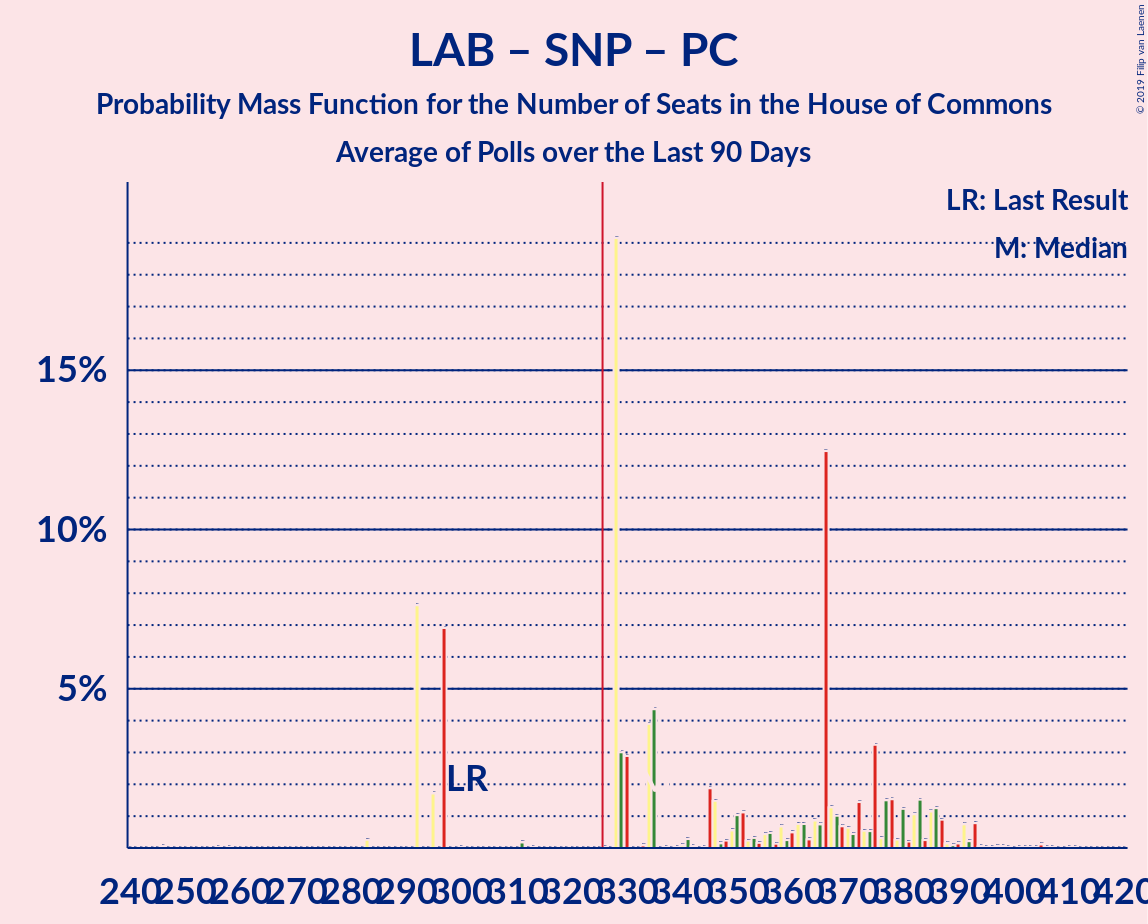 LAB – SNP – PC
Probability Mass Function for the Number of Seats in the House of Commons
Average of Polls over the Last 90 Days
© 2019 Filip van Laenen
LR: Last Result
M: Median
15%
10%
5%
LR
240 250 260 270 280 290 300 310 320 330 340 350 360 370 380 390 400 410 420